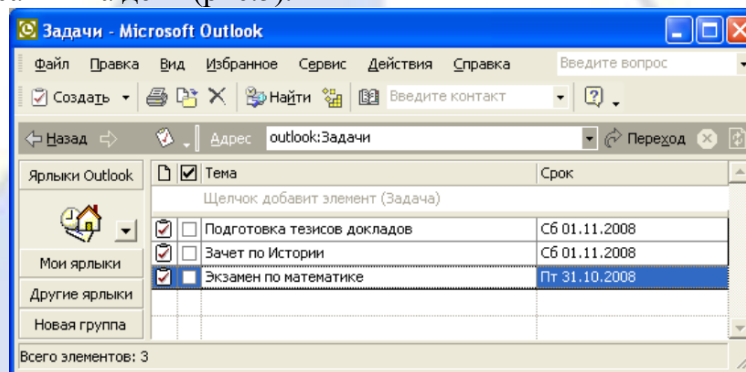 Задачи - Microsoft Outlook
Файл Правка Вид Избранное Сервис Действия Справка Введите вопрос
Создать Найти Введите контакт
Назад Адрес outlook:Задачи Переход
Ярлыки Outlook Тема Срок
Щелчок добавит элемент (Задача)
Подготовка тезисов докладов Сб 01.11.2008
Зачет по Истории Сб 01.11.2008
Мои ярлыки
Экзамен по математике Пт 31.10.2008
Другие ярлыки
Новая группа
Всего элементов: 3